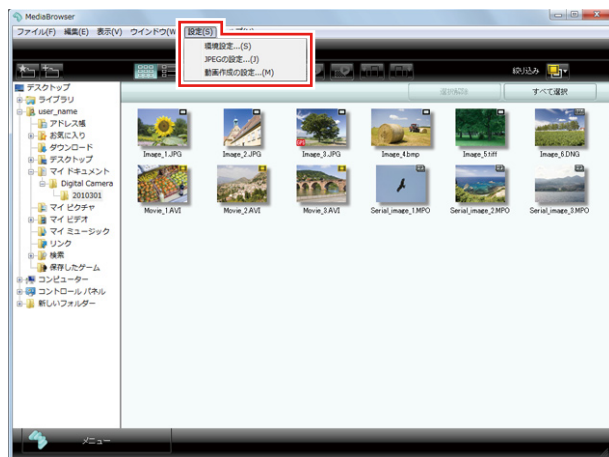 MediaBrowser
ファイル(F) 編集(E) 表示(V) ウインドウ(W 設定(S)
環境設定...(S)
JPEGの設定...(J)
動画作成の設定...(M)
絞り込み
選択解除 すべて選択
デスクトップ
ライブラリ
user_name
アドレス帳
お気に入り
ダウンロード
デスクトップ
マイ ドキュメント
Digital Camera
2010301
マイ ピクチャ
マイ ビデオ
マイ ミュージック
リンク
検索
保存したゲーム
コンピューター
コントロール パネル
新しいフォルダー
Image_1.JPG Image_2.JPG Image_3.JPG Image_4.bmp Image_5.tiff Image_6.DNG
Movie_1.AVI Movie_2.AVI Movie_3.AVI Serial_image_1.MPO Serial_image_2.MPO Serial_image_3.MPO
メニュー